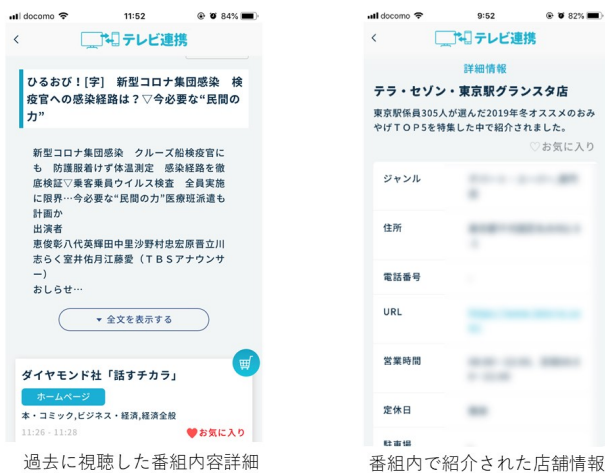 docomo 11:52 84%
テレビ連携
ひるおび！[字] 新型コロナ集団感染 検
疫官への感染経路は？▽今必要な“民間の
力”
新型コロナ集団感染 クルーズ船検疫官に
も 防護服着けず体温測定 感染経路を徹
底検証▽乗客乗員ウイルス検査 全員実施
に限界…今必要な“民間の力”医療班派遣も
計画か
出演者
恵俊彰八代英輝田中里沙野村忠宏原晋立川
志らく室井佑月江藤愛（ＴＢＳアナウンサ
ー）
おしらせ…
▼ 全文を表示する
ダイヤモンド社「話すチカラ」
ホームページ
本・コミック,ビジネス・経済,経済全般
11:26 - 11:28 お気に入り
過去に視聴した番組内容詳細
docomo 9:52 82%
テレビ連携
詳細情報
テラ・セゾン・東京駅グランスタ店
東京駅係員305人が選んだ2019年冬オススメのおみ
やげＴＯＰ5を特集した中で紹介されました。
お気に入り
ジャンル
住所
電話番号
URL
営業時間
定休日
駐車場
番組内で紹介された店舗情報